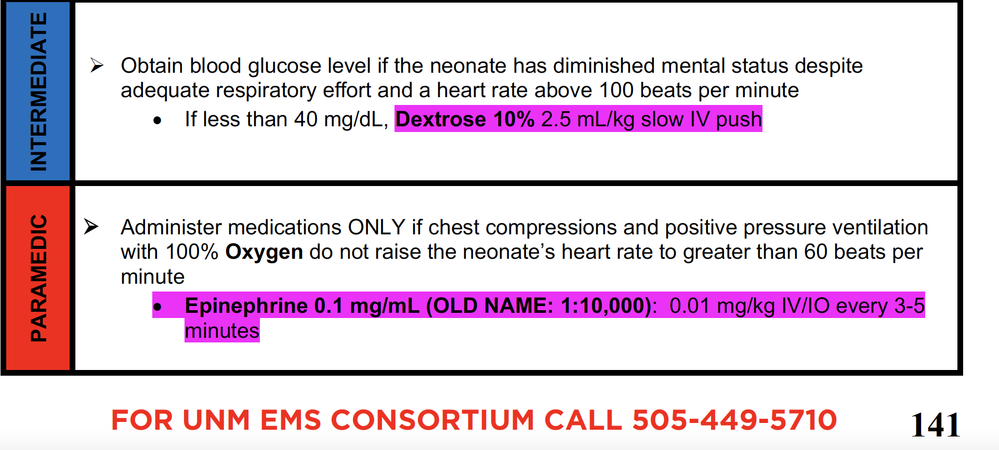 INTERMEDIATE
➢ Obtain blood glucose level if the neonate has diminished mental status despite
adequate respiratory effort and a heart rate above 100 beats per minute
• If less than 40 mg/dL, Dextrose 10% 2.5 mL/kg slow IV push
PARAMEDIC
➢ Administer medications ONLY if chest compressions and positive pressure ventilation
with 100% Oxygen do not raise the neonate’s heart rate to greater than 60 beats per
minute
• Epinephrine 0.1 mg/mL (OLD NAME: 1:10,000): 0.01 mg/kg IV/IO every 3-5
minutes
FOR UNM EMS CONSORTIUM CALL 505-449-5710
141